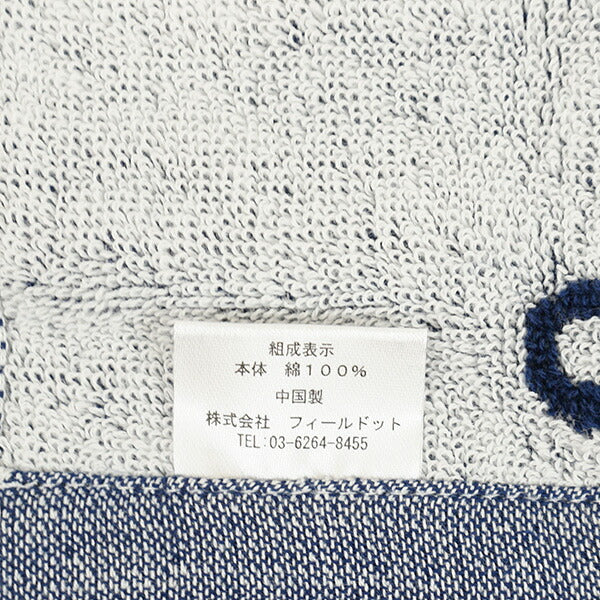 組成表示
本体　綿１００％
中国製
株式会社　フィールドット
TEL:03-6264-8455